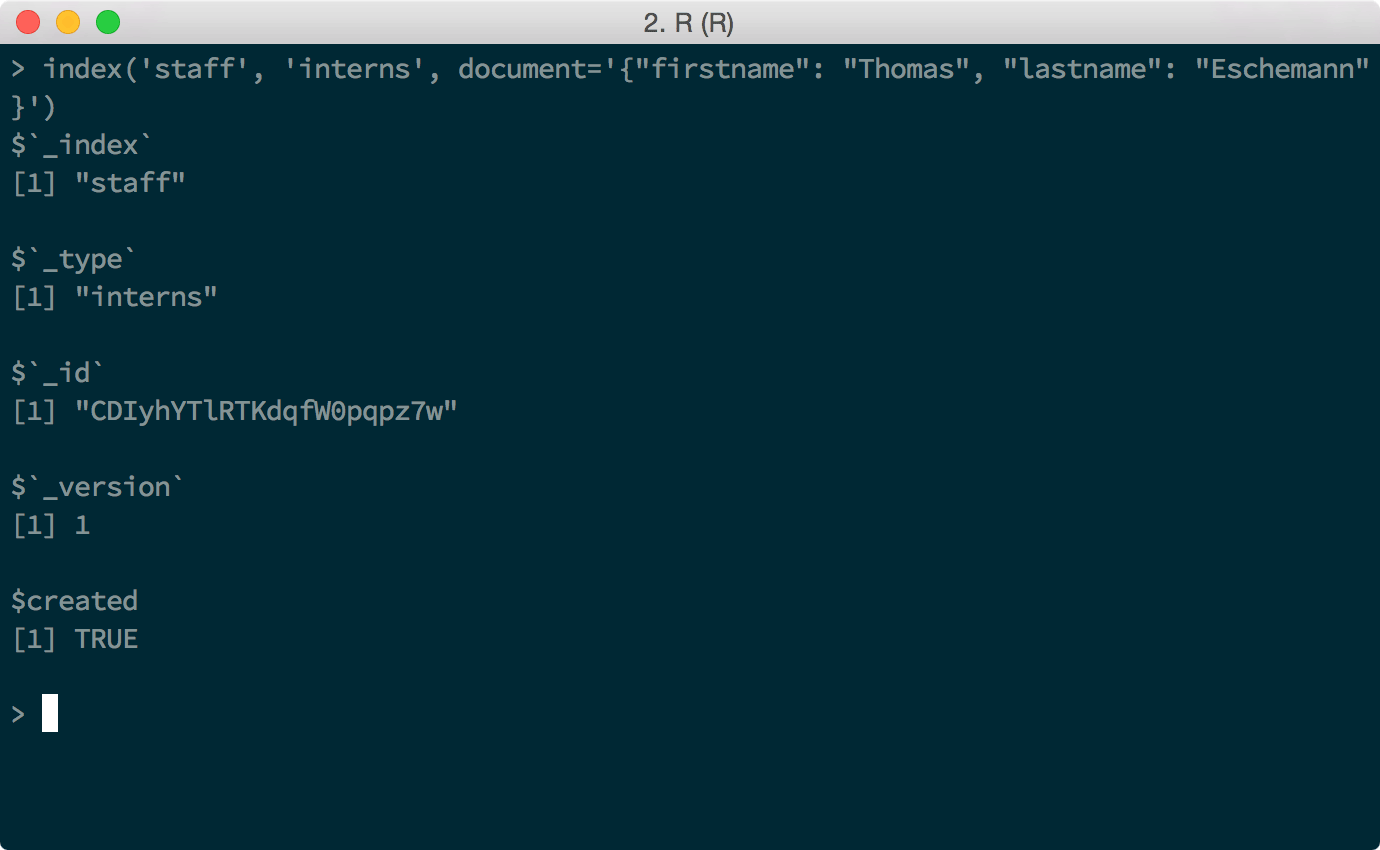 2. R (R)
> index('staff', 'interns', document='{"firstname": "Thomas", "lastname": "Eschemann"
}')
$`_index`
[1] "staff"
$`_type`
[1] "interns"
$`_id`
[1] "CDIyhYTlRTKdqfW0pqpz7w"
$`_version`
[1] 1
$created
[1] TRUE
>